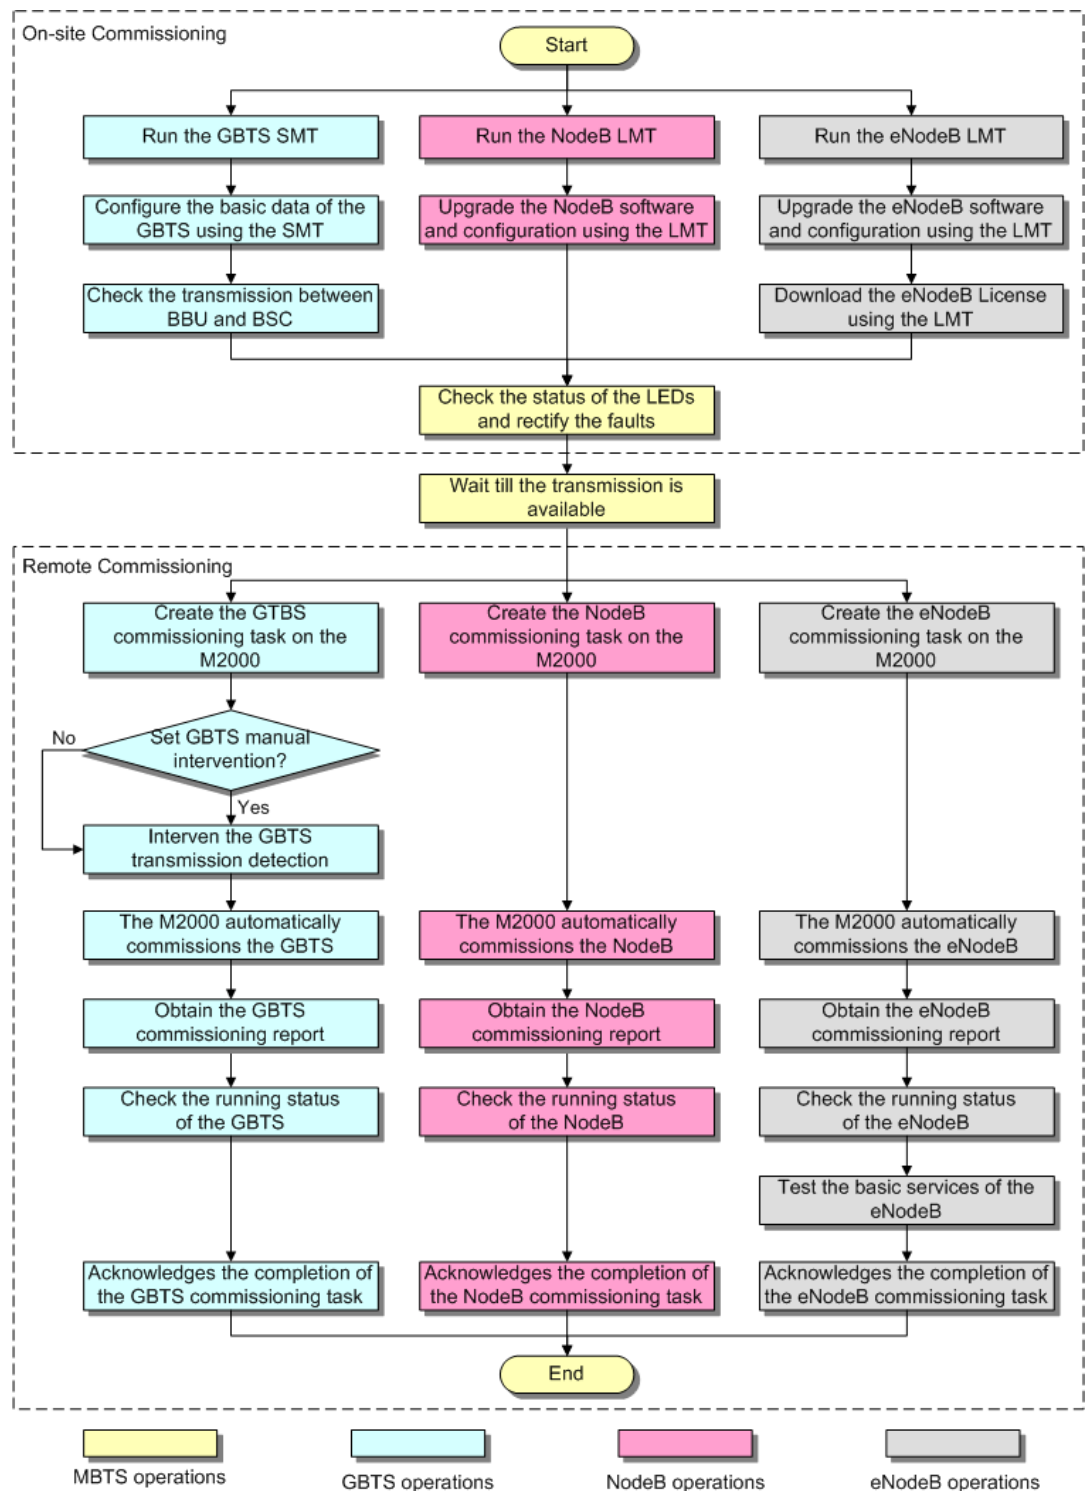 On-site Commissioning
Start
Run the GBTS SMT
Run the NodeB LMT
Run the eNodeB LMT
Configure the basic data of the
GBTS using the SMT
Upgrade the NodeB software
and configuration using the LMT
Upgrade the eNodeB software
and configuration using the LMT
Check the transmission between
BBU and BSC
Download the eNodeB License
using the LMT
Check the status of the LEDs
and rectify the faults
Wait till the transmission is
available
Remote Commissioning
Create the GTBS
commissioning task on the
M2000
Create the NodeB
commissioning task on the
M2000
Create the eNodeB
commissioning task on the
M2000
No
Set GBTS manual
intervention?
Yes
Interven the GBTS
transmission detection
The M2000 automatically
commissions the GBTS
The M2000 automatically
commissions the NodeB
The M2000 automatically
commissions the eNodeB
Obtain the GBTS
commissioning report
Obtain the NodeB
commissioning report
Obtain the eNodeB
commissioning report
Check the running status
of the GBTS
Check the running status
of the NodeB
Check the running status
of the eNodeB
Test the basic services of the
eNodeB
Acknowledges the completion of
the GBTS commissioning task
Acknowledges the completion of
the NodeB commissioning task
Acknowledges the completion of
the eNodeB commissioning task
End
MBTS operations
GBTS operations
NodeB operations
eNodeB operations